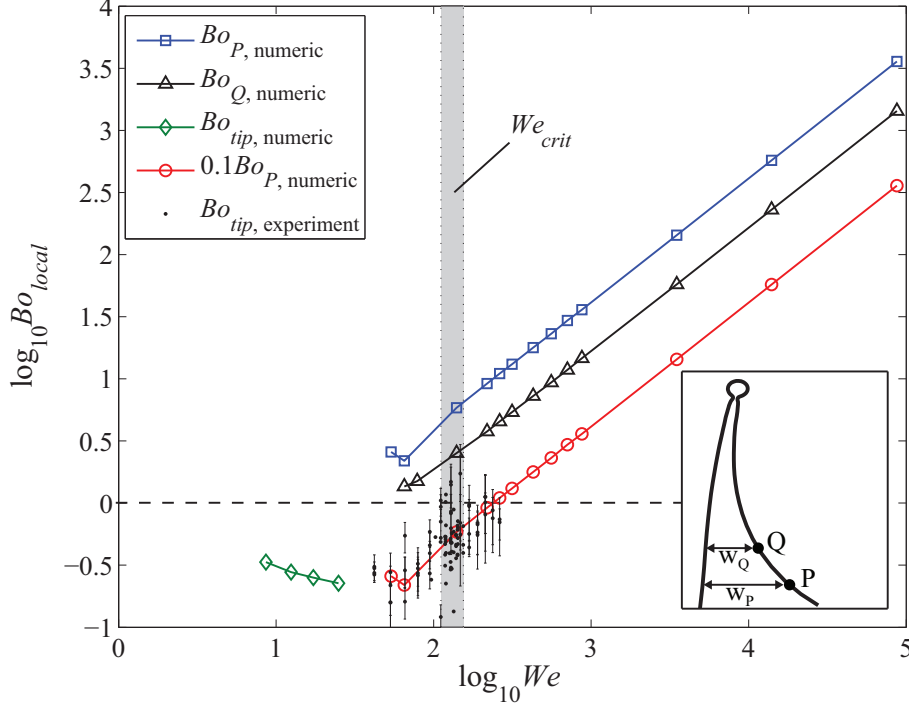 log₁₀Bo_local
4
3.5
3
2.5
2
1.5
1
0.5
0
−0.5
−1
Bo_P, numeric
Bo_Q, numeric
Bo_tip, numeric
0.1Bo_P, numeric
Bo_tip, experiment
We_crit
Q
w_Q
P
w_P
0
1
2
3
4
5
log₁₀We